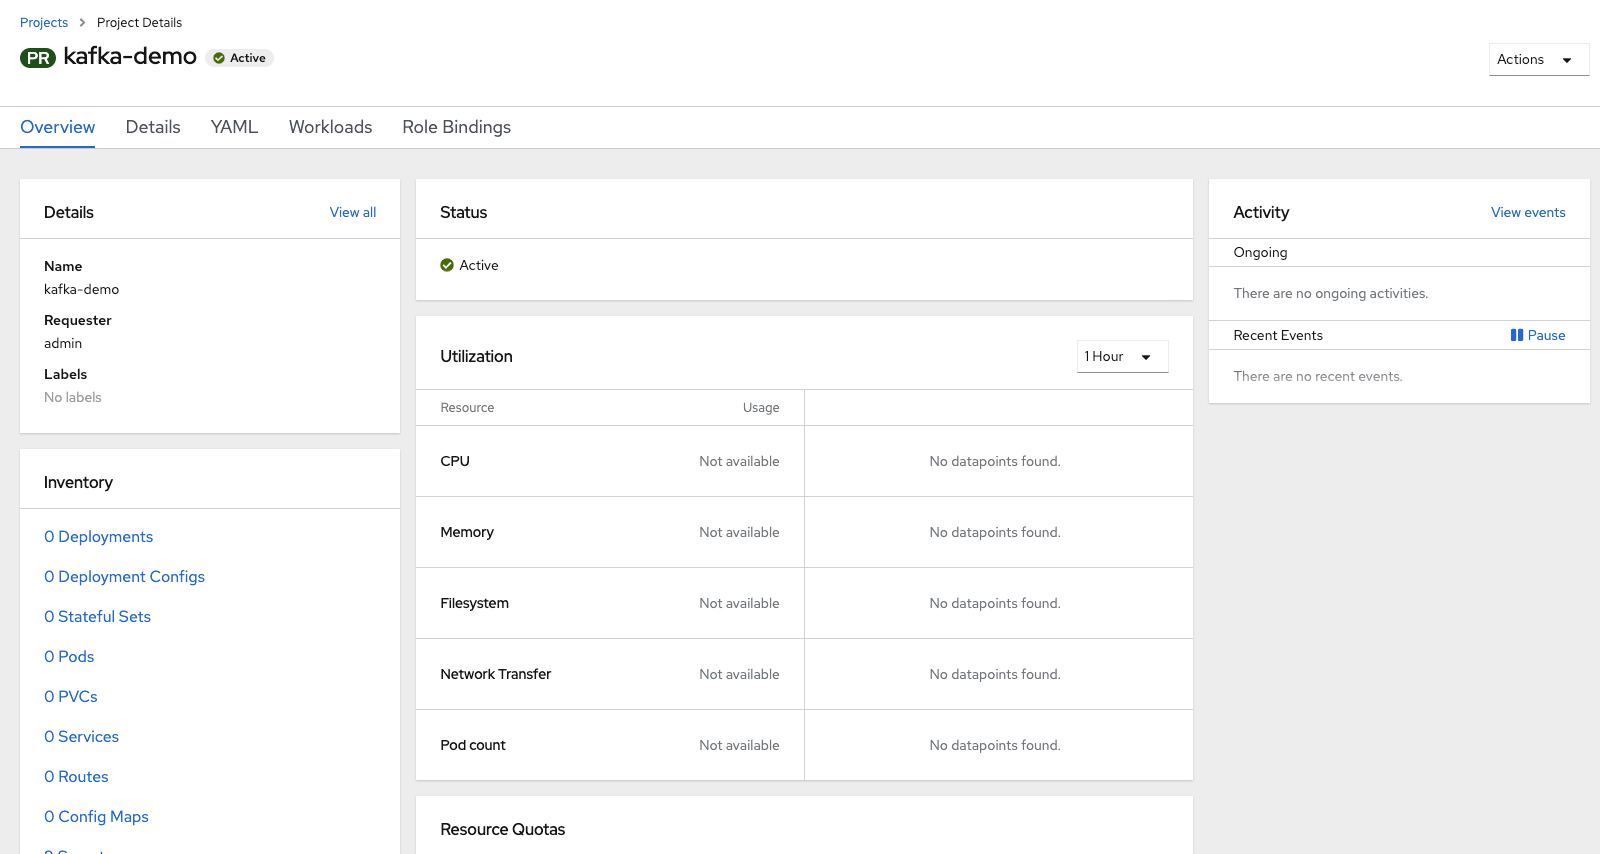 Projects > Project Details
PR kafka-demo Active
Actions
Overview Details YAML Workloads Role Bindings
Details View all
Name
kafka-demo
Requester
admin
Labels
No labels
Inventory
0 Deployments
0 Deployment Configs
0 Stateful Sets
0 Pods
0 PVCs
0 Services
0 Routes
0 Config Maps
Status
Active
Utilization 1 Hour
Resource Usage
CPU Not available No datapoints found.
Memory Not available No datapoints found.
Filesystem Not available No datapoints found.
Network Transfer Not available No datapoints found.
Pod count Not available No datapoints found.
Resource Quotas
Activity View events
Ongoing
There are no ongoing activities.
Recent Events Pause
There are no recent events.